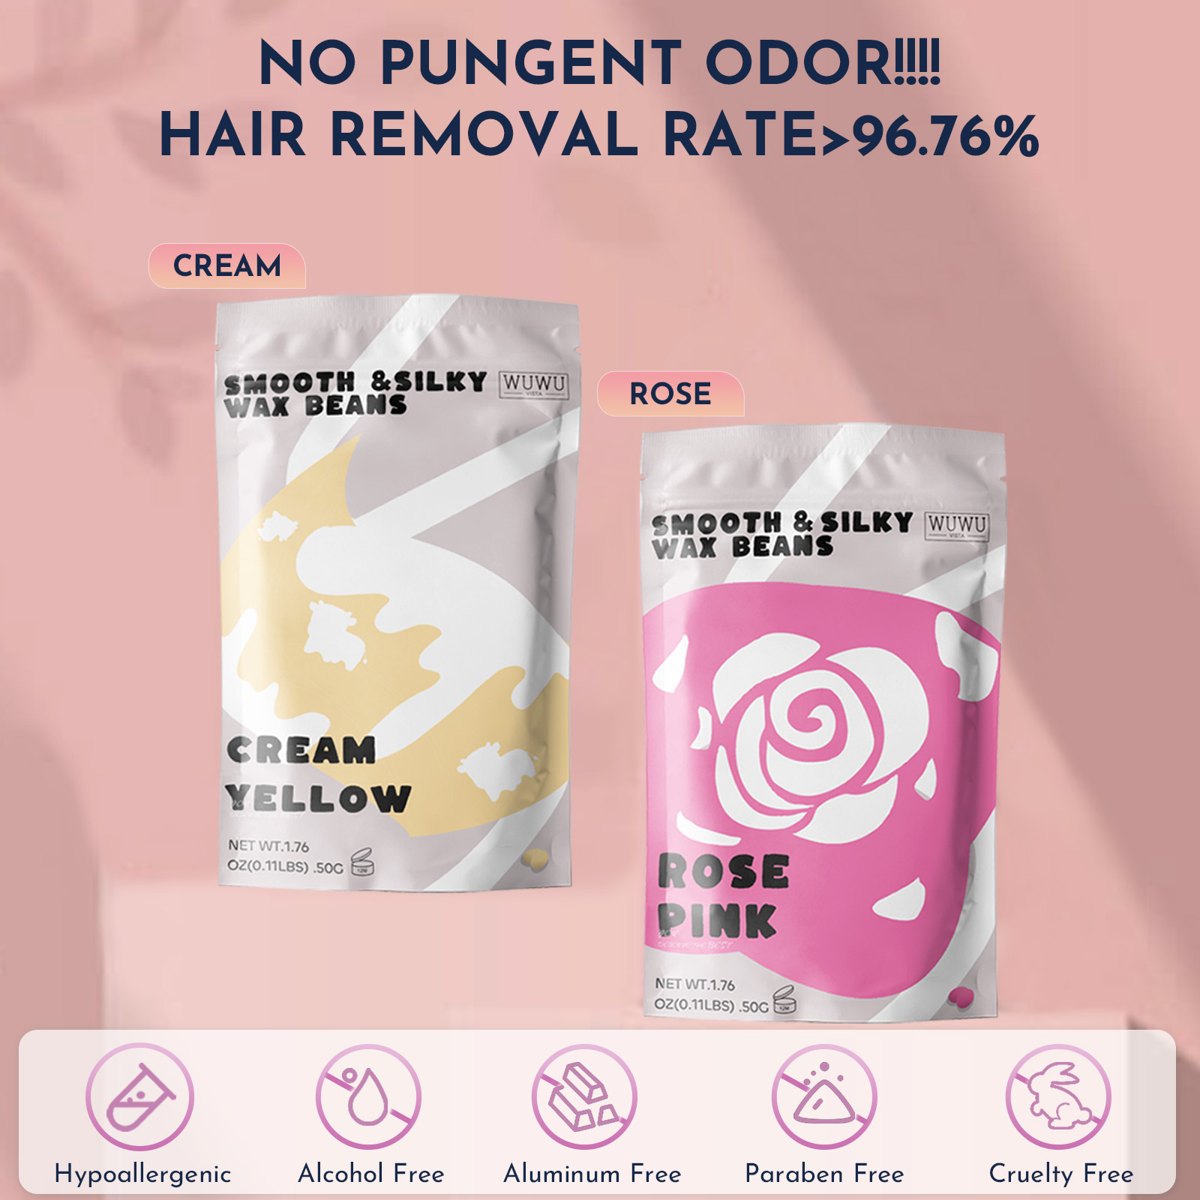 NO PUNGENT ODOR!!!!
HAIR REMOVAL RATE>96.76%
CREAM
SMOOTH &SILKY
WAX BEANS
WUWU
VISTA
CREAM
YELLOW
NET WT.1.76
OZ(0.11LBS) .50G
12M
ROSE
SMOOTH & SILKY
WAX BEANS
WUWU
VISTA
ROSE
PINK
NET WT.1.76
OZ(0.11LBS) .50G
12M
Hypoallergenic
Alcohol Free
Aluminum Free
Paraben Free
Cruelty Free